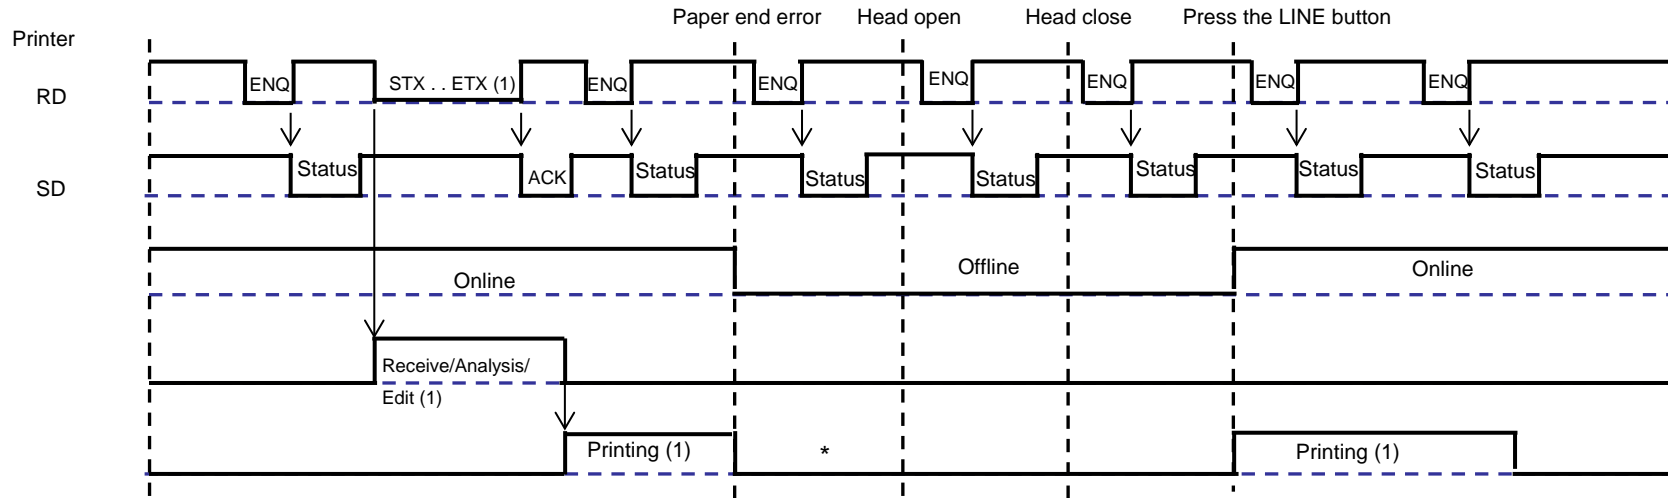 Paper end error Head open Head close Press the LINE button
Printer
RD ENQ STX . . ETX (1) ENQ ENQ ENQ ENQ ENQ ENQ
SD Status ACK Status Status Status Status Status Status
Online Offline Online
Receive/Analysis/
Edit (1)
Printing (1) * Printing (1)